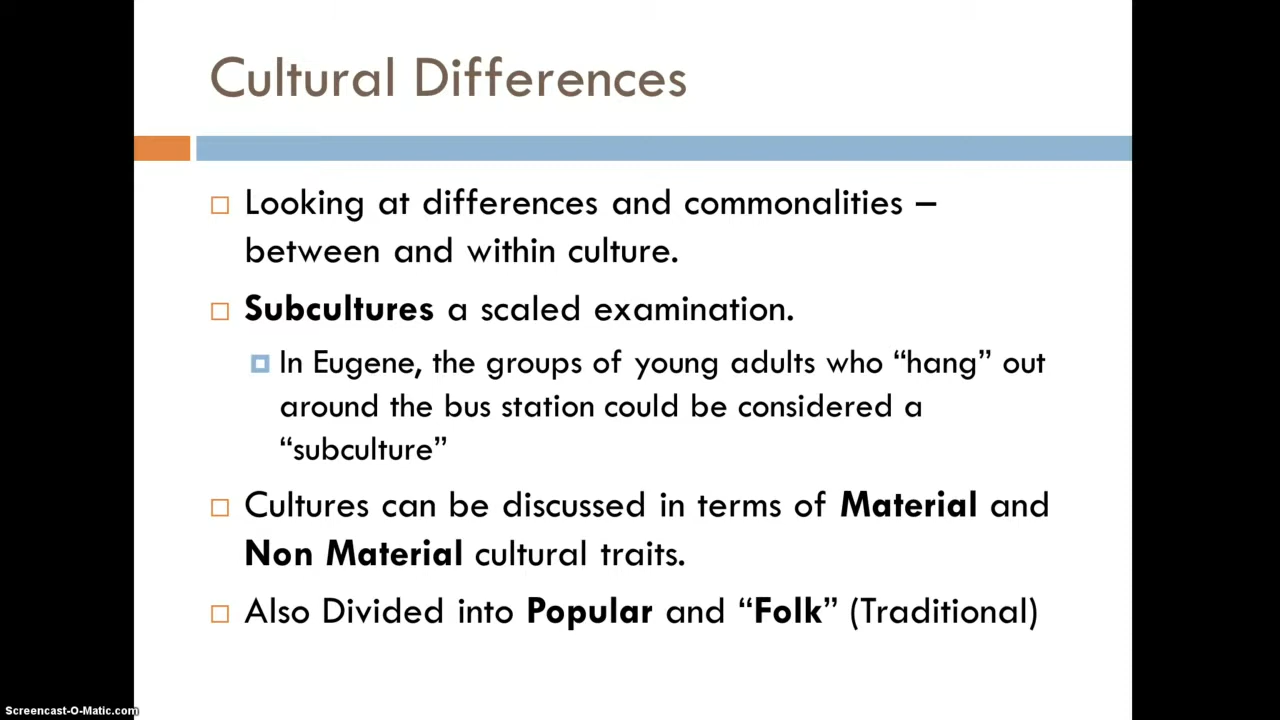 Cultural Differences
Looking at differences and commonalities –
between and within culture.
Subcultures a scaled examination.
In Eugene, the groups of young adults who “hang” out
around the bus station could be considered a
“subculture”
Cultures can be discussed in terms of Material and
Non Material cultural traits.
Also Divided into Popular and “Folk” (Traditional)
Screencast-O-Matic.com